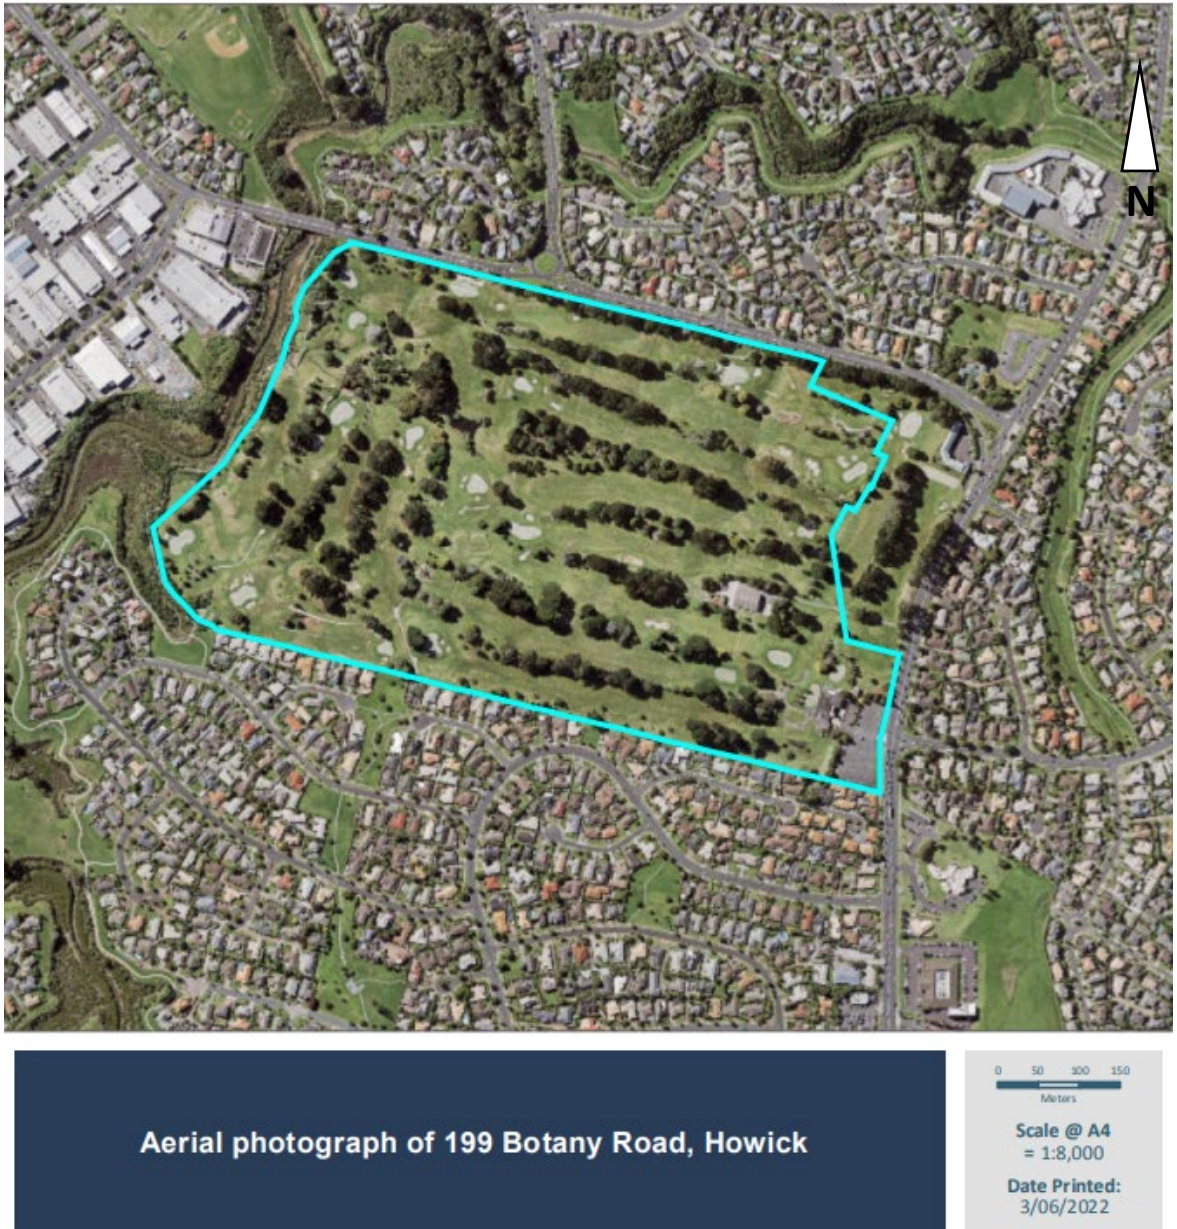 N
Aerial photograph of 199 Botany Road, Howick
0 50 100 150
Meters
Scale @ A4
= 1:8,000
Date Printed:
3/06/2022